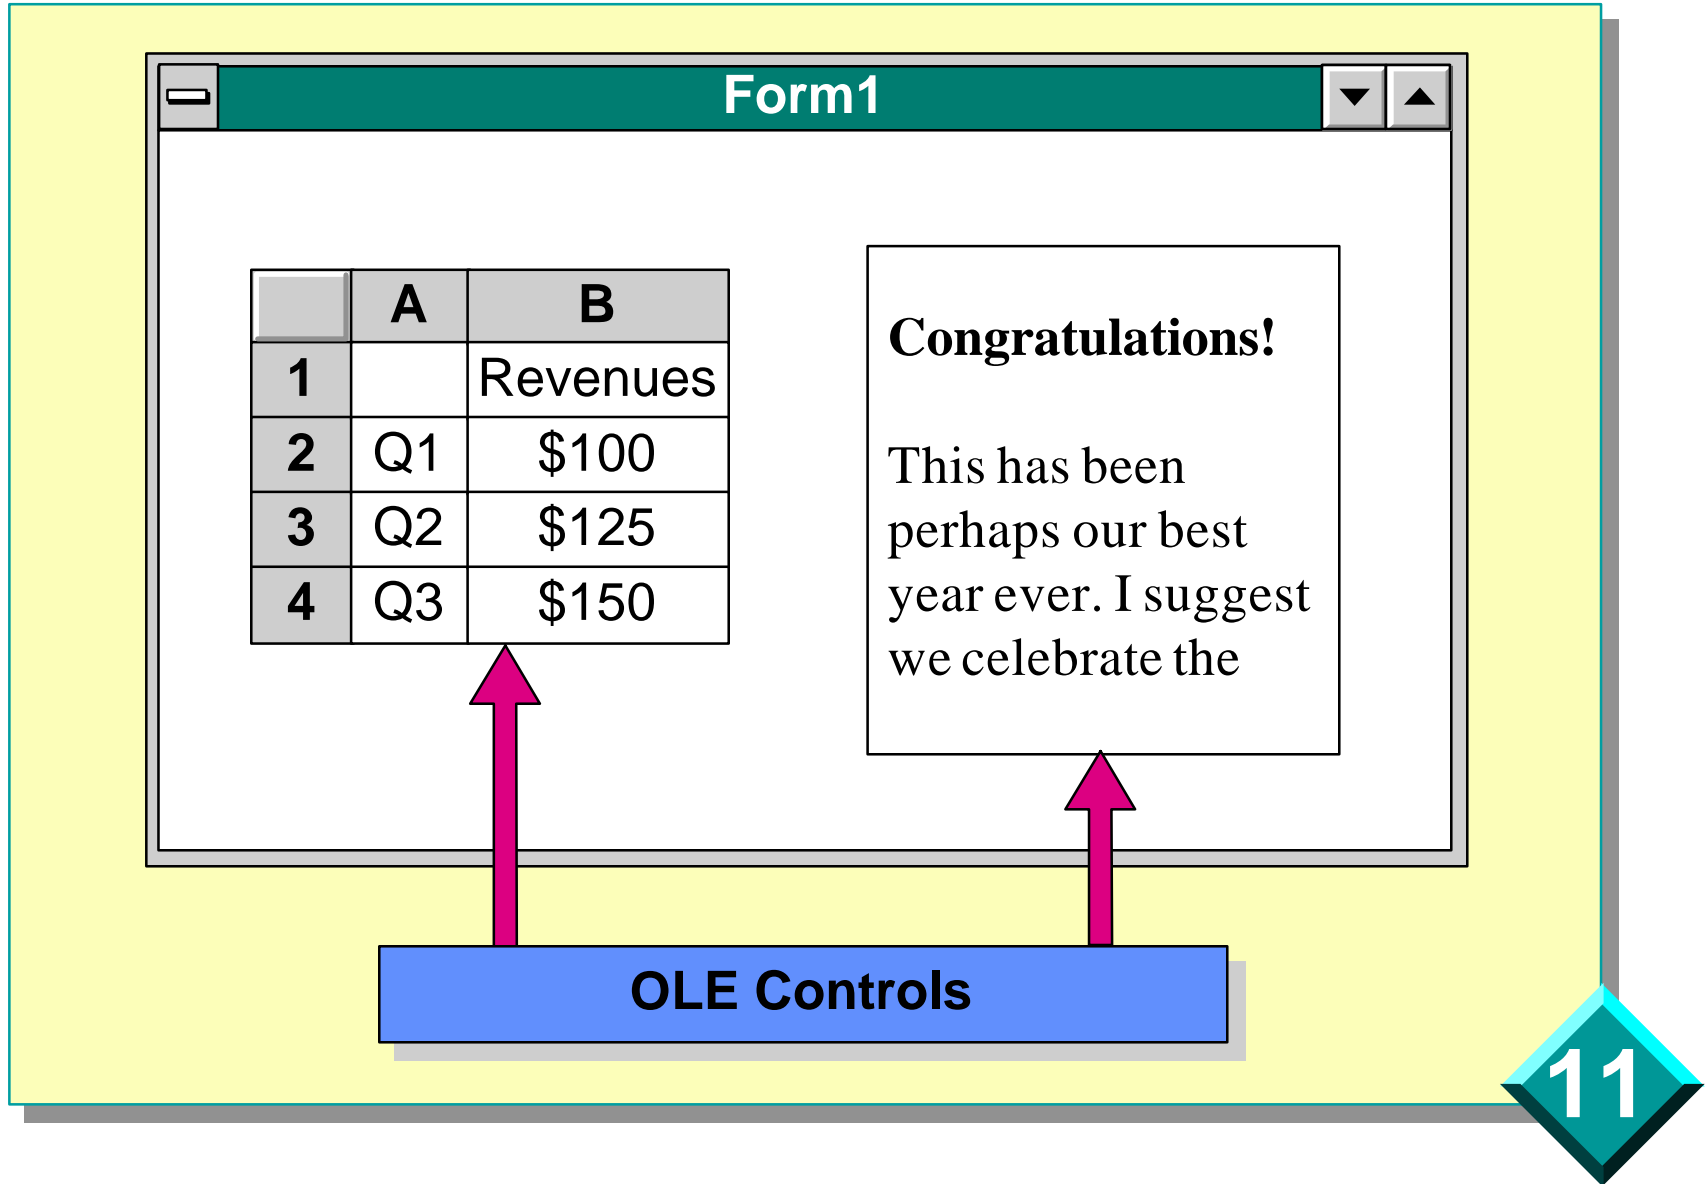 Form1
A B
1 Revenues
2 Q1 $100
3 Q2 $125
4 Q3 $150
Congratulations!
This has been
perhaps our best
year ever. I suggest
we celebrate the
OLE Controls
11